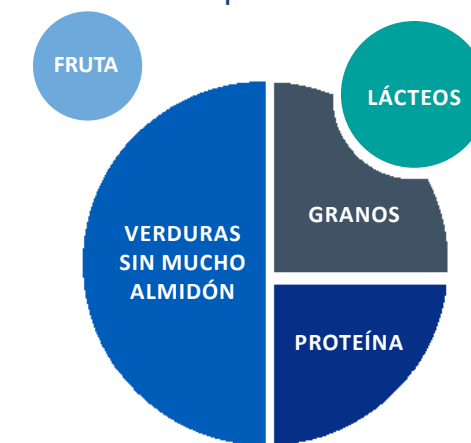 FRUTA
LÁCTEOS
GRANOS
VERDURAS
SIN MUCHO
ALMIDÓN
PROTEÍNA